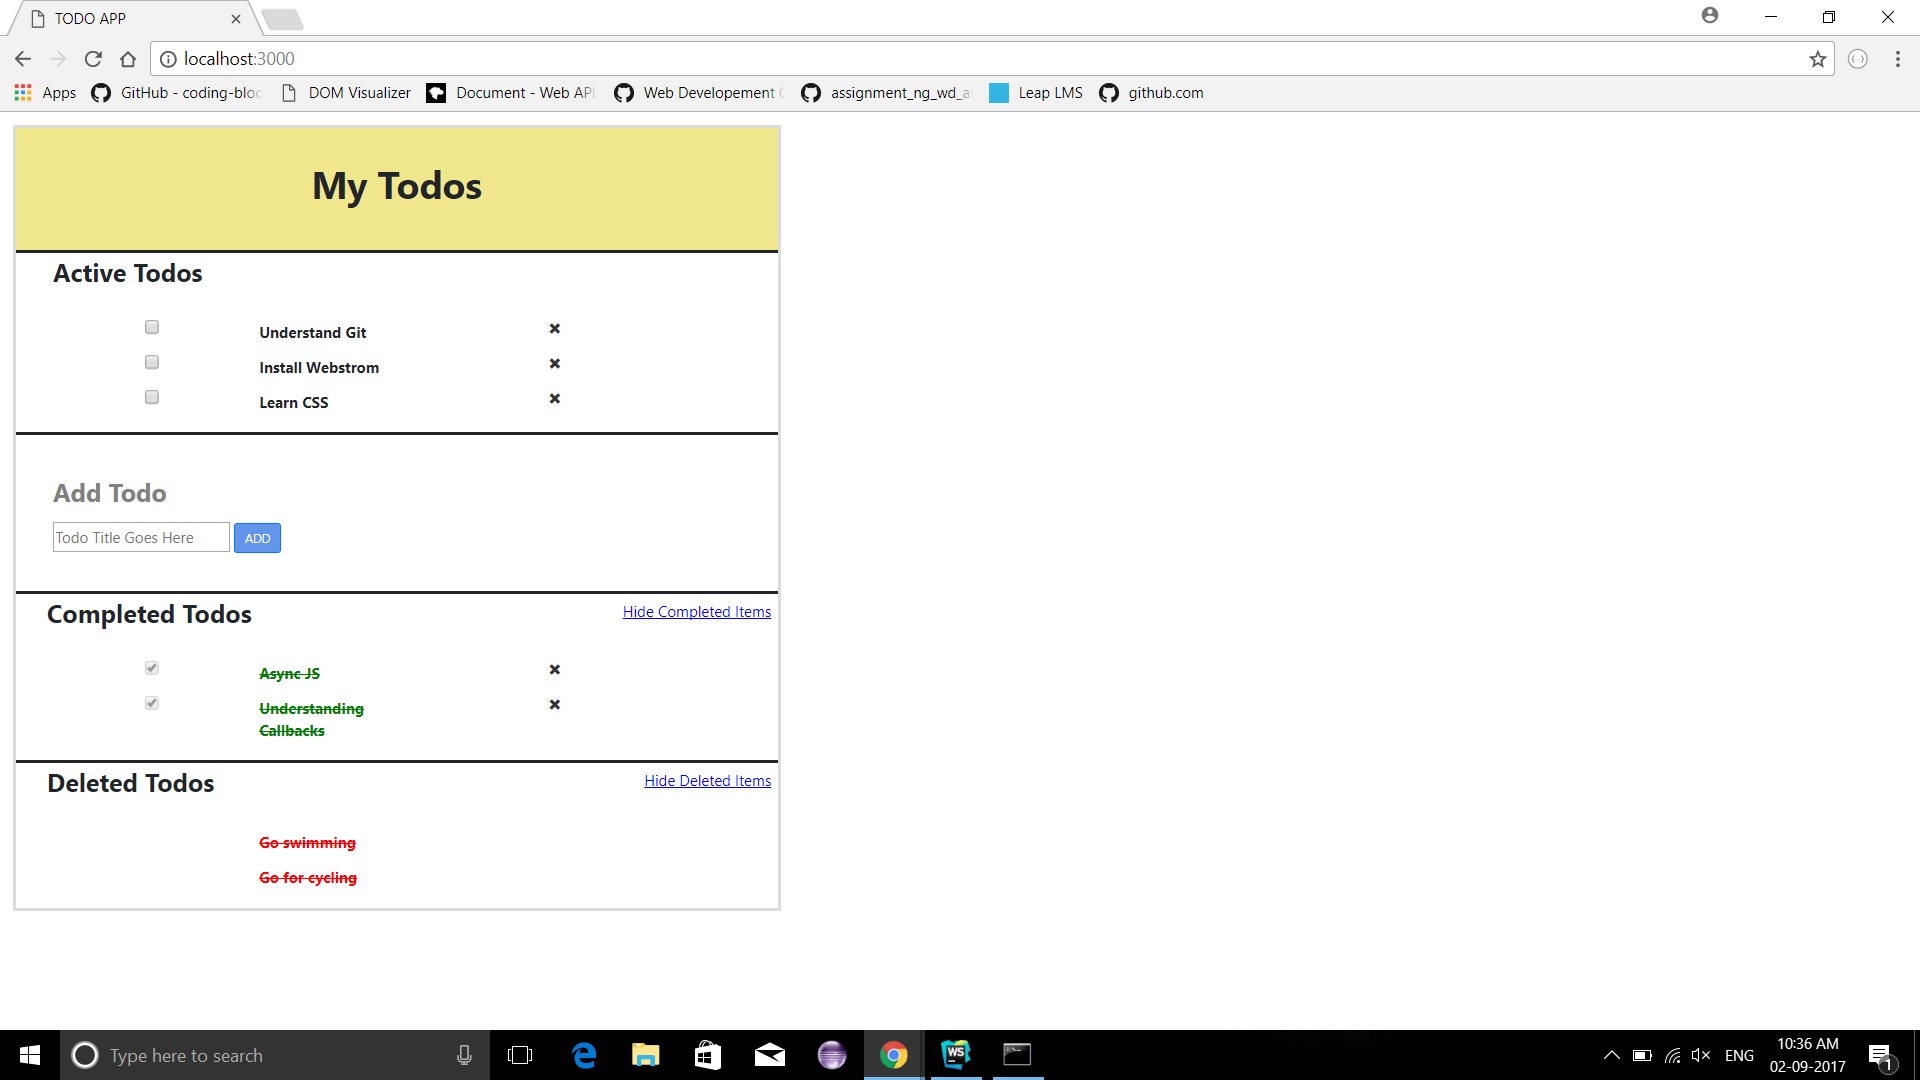 TODO APP
localhost:3000
Apps
GitHub - coding-bloc
DOM Visualizer
Document - Web API
Web Developement
assignment_ng_wd_a
Leap LMS
github.com
My Todos
Active Todos
Understand Git
Install Webstrom
Learn CSS
Add Todo
Todo Title Goes Here ADD
Completed Todos Hide Completed Items
Async JS
Understanding
Callbacks
Deleted Todos Hide Deleted Items
Go swimming
Go for cycling
Type here to search
WS
ENG
10:36 AM
02-09-2017
1